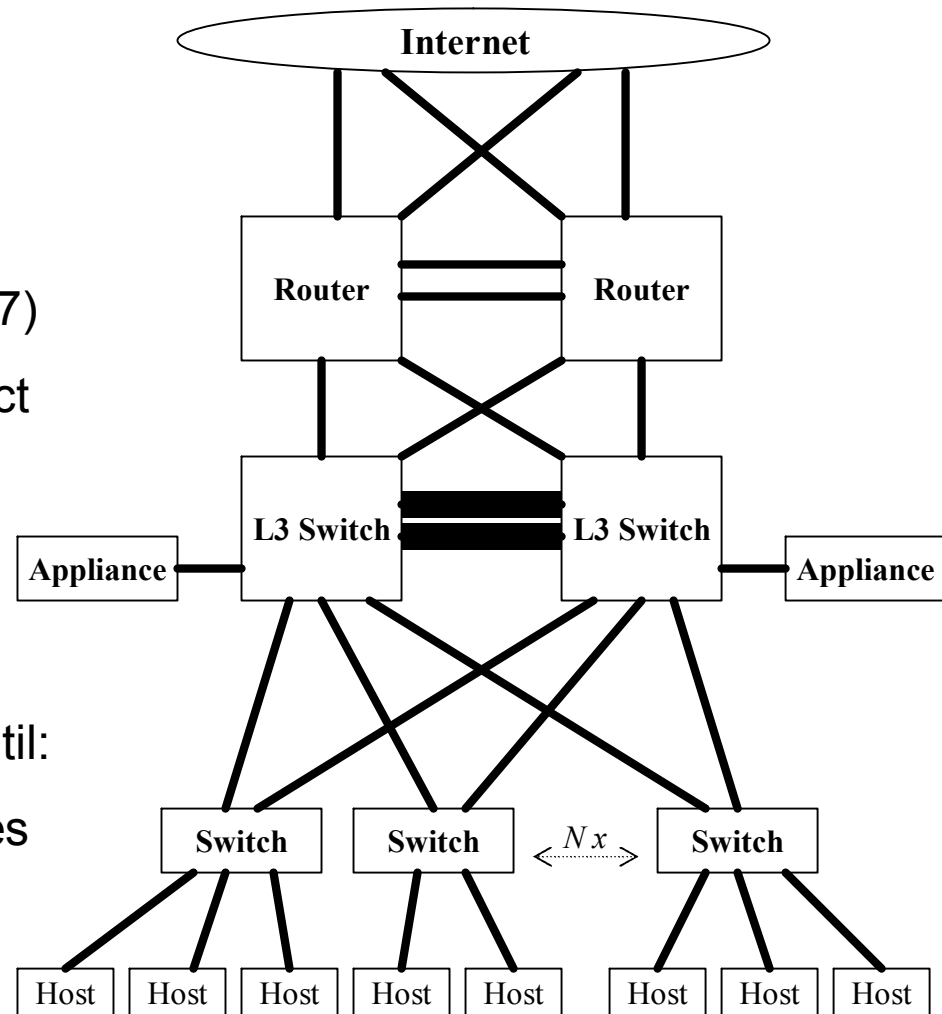 Internet
Router
Router
7)
ct
L3 Switch
L3 Switch
Appliance
Appliance
til:
es
Switch
Switch
N x
Switch
Host
Host
Host
Host
Host
Host
Host
Host